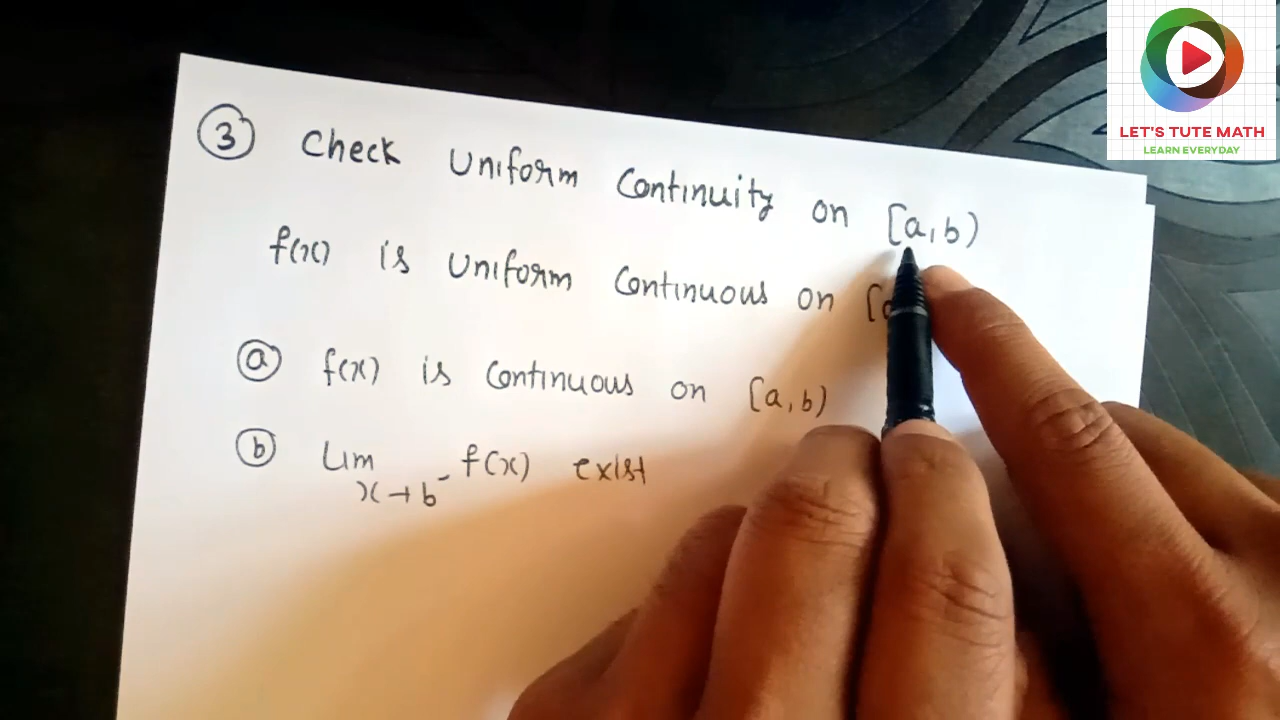 ③ Check Uniform Continuity on [a, b)
f(x) is Uniform Continuous on [
ⓐ f(x) is Continuous on [a, b)
ⓑ Lim f(x) exist
x → b⁻
LET'S TUTE MATH
LEARN EVERYDAY